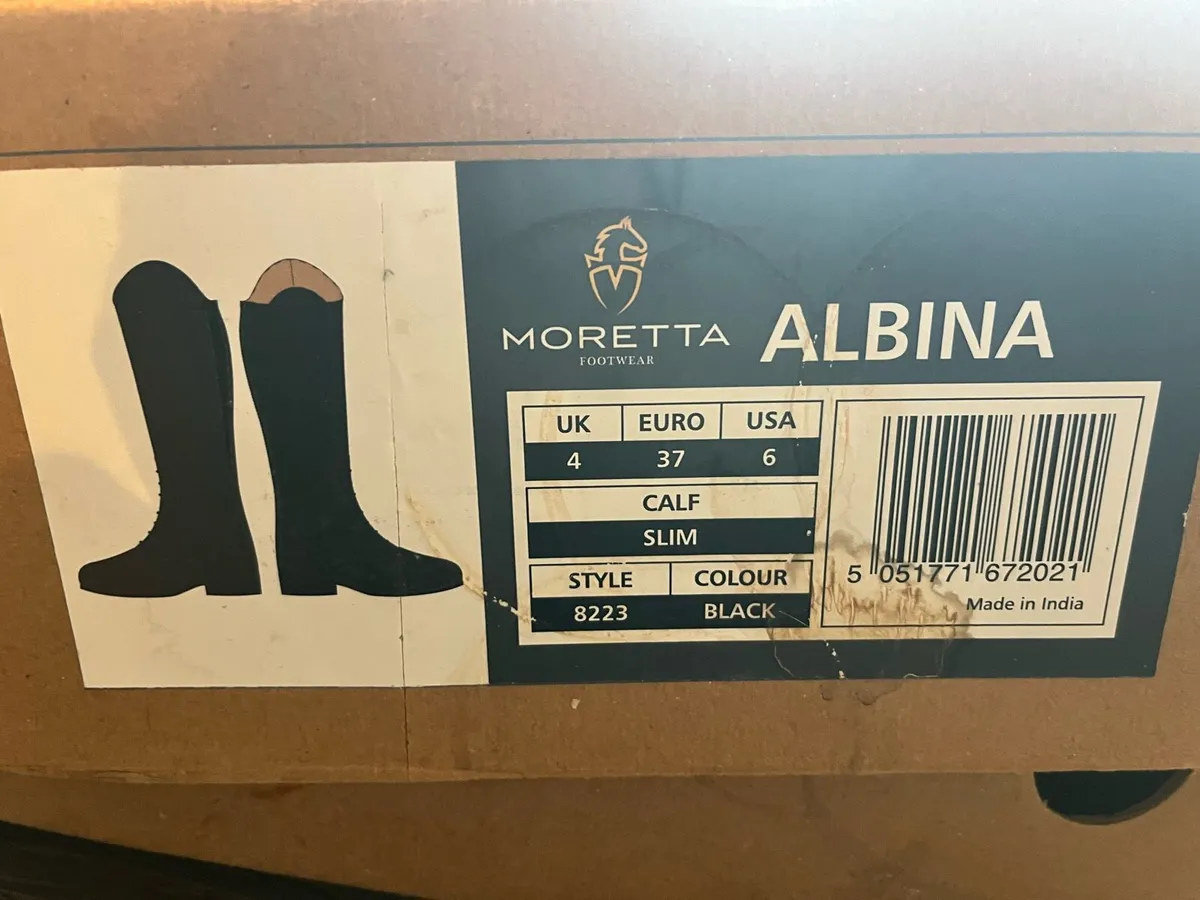 MORETTA
FOOTWEAR
ALBINA
UK EURO USA
4 37 6
CALF
SLIM
STYLE COLOUR
8223 BLACK
5 051771 672021
Made in India